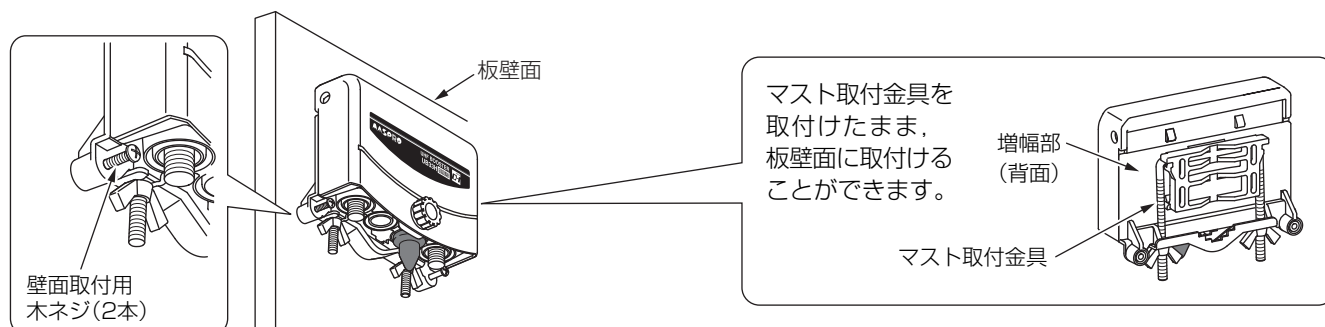 板壁面
壁面取付用
木ネジ(2本)
MASPRO
マスト取付金具を
取付けたまま,
板壁面に取付ける
ことができます。
増幅部
(背面)
マスト取付金具